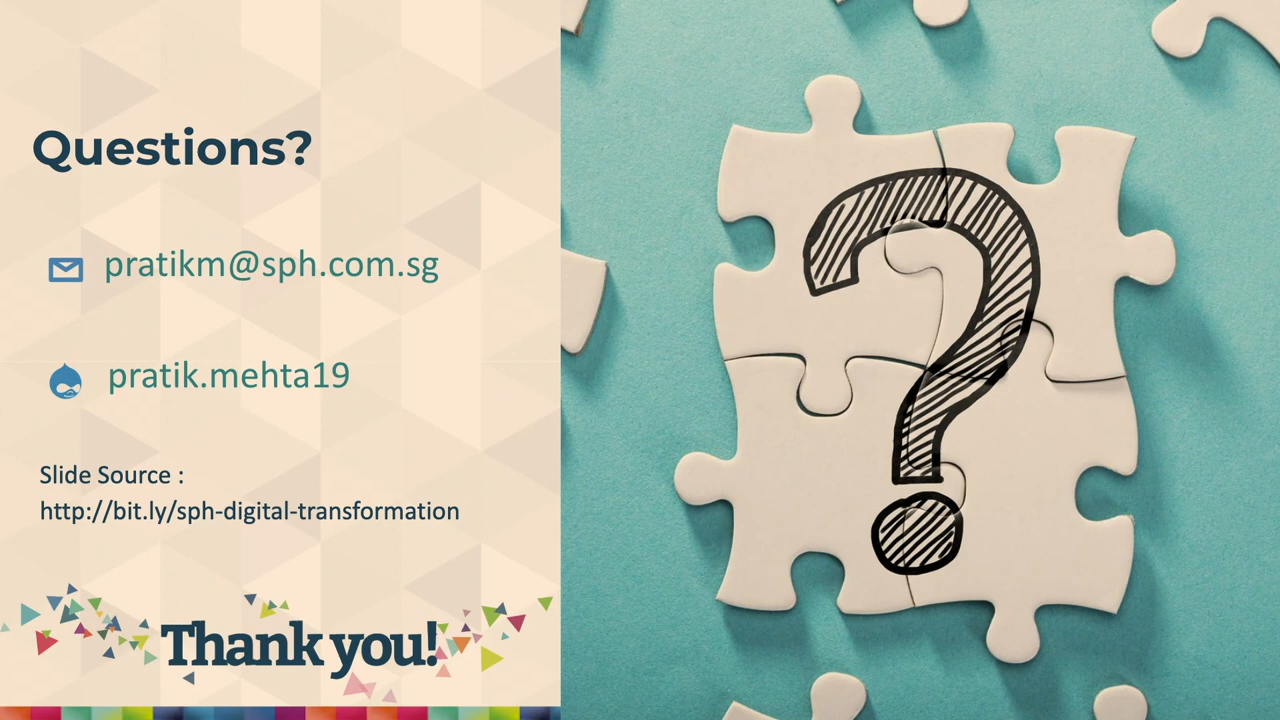 Questions?
pratikm@sph.com.sg
pratik.mehta19
Slide Source :
http://bit.ly/sph-digital-transformation
Thank you!
?